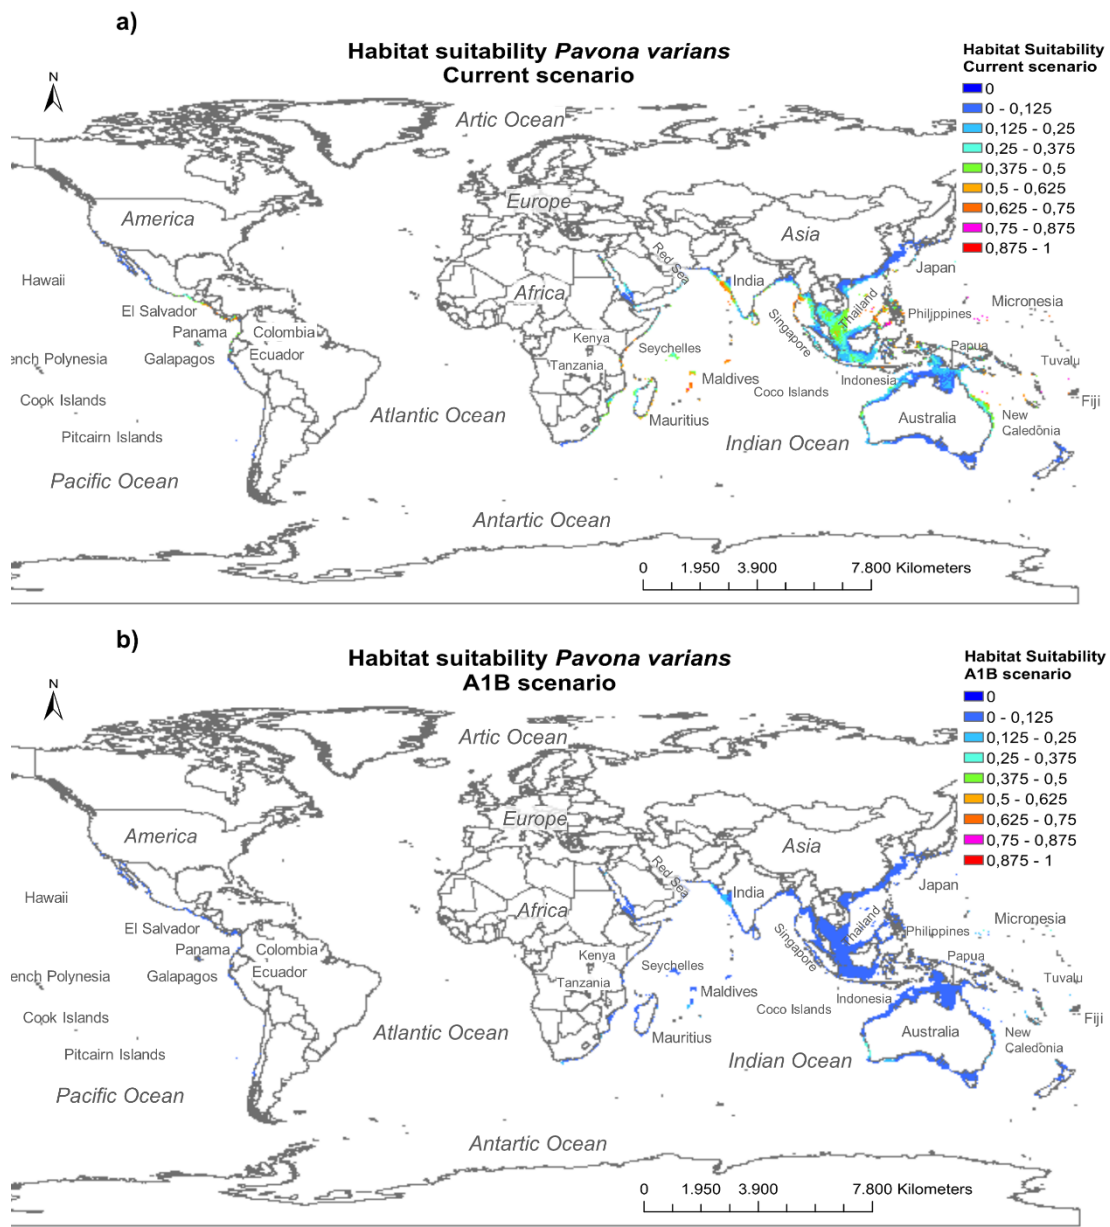 a)
Habitat suitability Pavona varians
Current scenario
Habitat Suitability
Current scenario
0
0 - 0,125
0,125 - 0,25
0,25 - 0,375
0,375 - 0,5
0,5 - 0,625
0,625 - 0,75
0,75 - 0,875
0,875 - 1
N
Artic Ocean
America
Europe
Asia
Red Sea
Hawaii
India
Japan
Africa
El Salvador
Thailand
Micronesia
Philippines
Panama
Colombia
Kenya
Singapore
ench Polynesia
Galapagos
Ecuador
Seychelles
Papua
Tuvalu
Tanzania
Maldives
Indonesia
Coco Islands
Cook Islands
Atlantic Ocean
Mauritius
Australia
New
Caledonia
Fiji
Pitcairn Islands
Indian Ocean
Pacific Ocean
Antartic Ocean
0 1.950 3.900 7.800 Kilometers
b)
Habitat suitability Pavona varians
A1B scenario
Habitat Suitability
A1B scenario
0
0 - 0,125
0,125 - 0,25
0,25 - 0,375
0,375 - 0,5
0,5 - 0,625
0,625 - 0,75
0,75 - 0,875
0,875 - 1
N
Artic Ocean
America
Europe
Asia
Red Sea
Hawaii
India
Japan
Africa
El Salvador
Thailand
Micronesia
Philippines
Panama
Colombia
Kenya
Singapore
ench Polynesia
Galapagos
Ecuador
Seychelles
Papua
Tuvalu
Tanzania
Maldives
Indonesia
Coco Islands
Cook Islands
Atlantic Ocean
Mauritius
Australia
New
Caledonia
Fiji
Pitcairn Islands
Indian Ocean
Pacific Ocean
Antartic Ocean
0 1.950 3.900 7.800 Kilometers